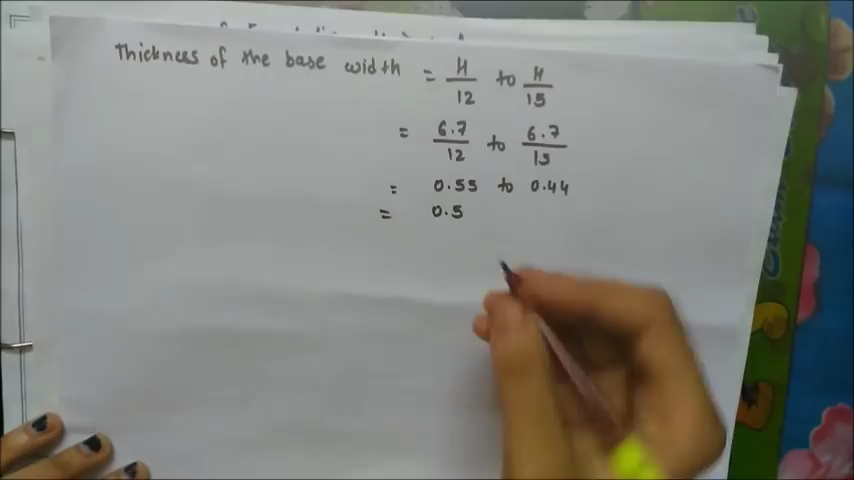 Thickness of the base width = H/12 to H/15
= 6.7/12 to 6.7/15
= 0.55 to 0.44
= 0.5